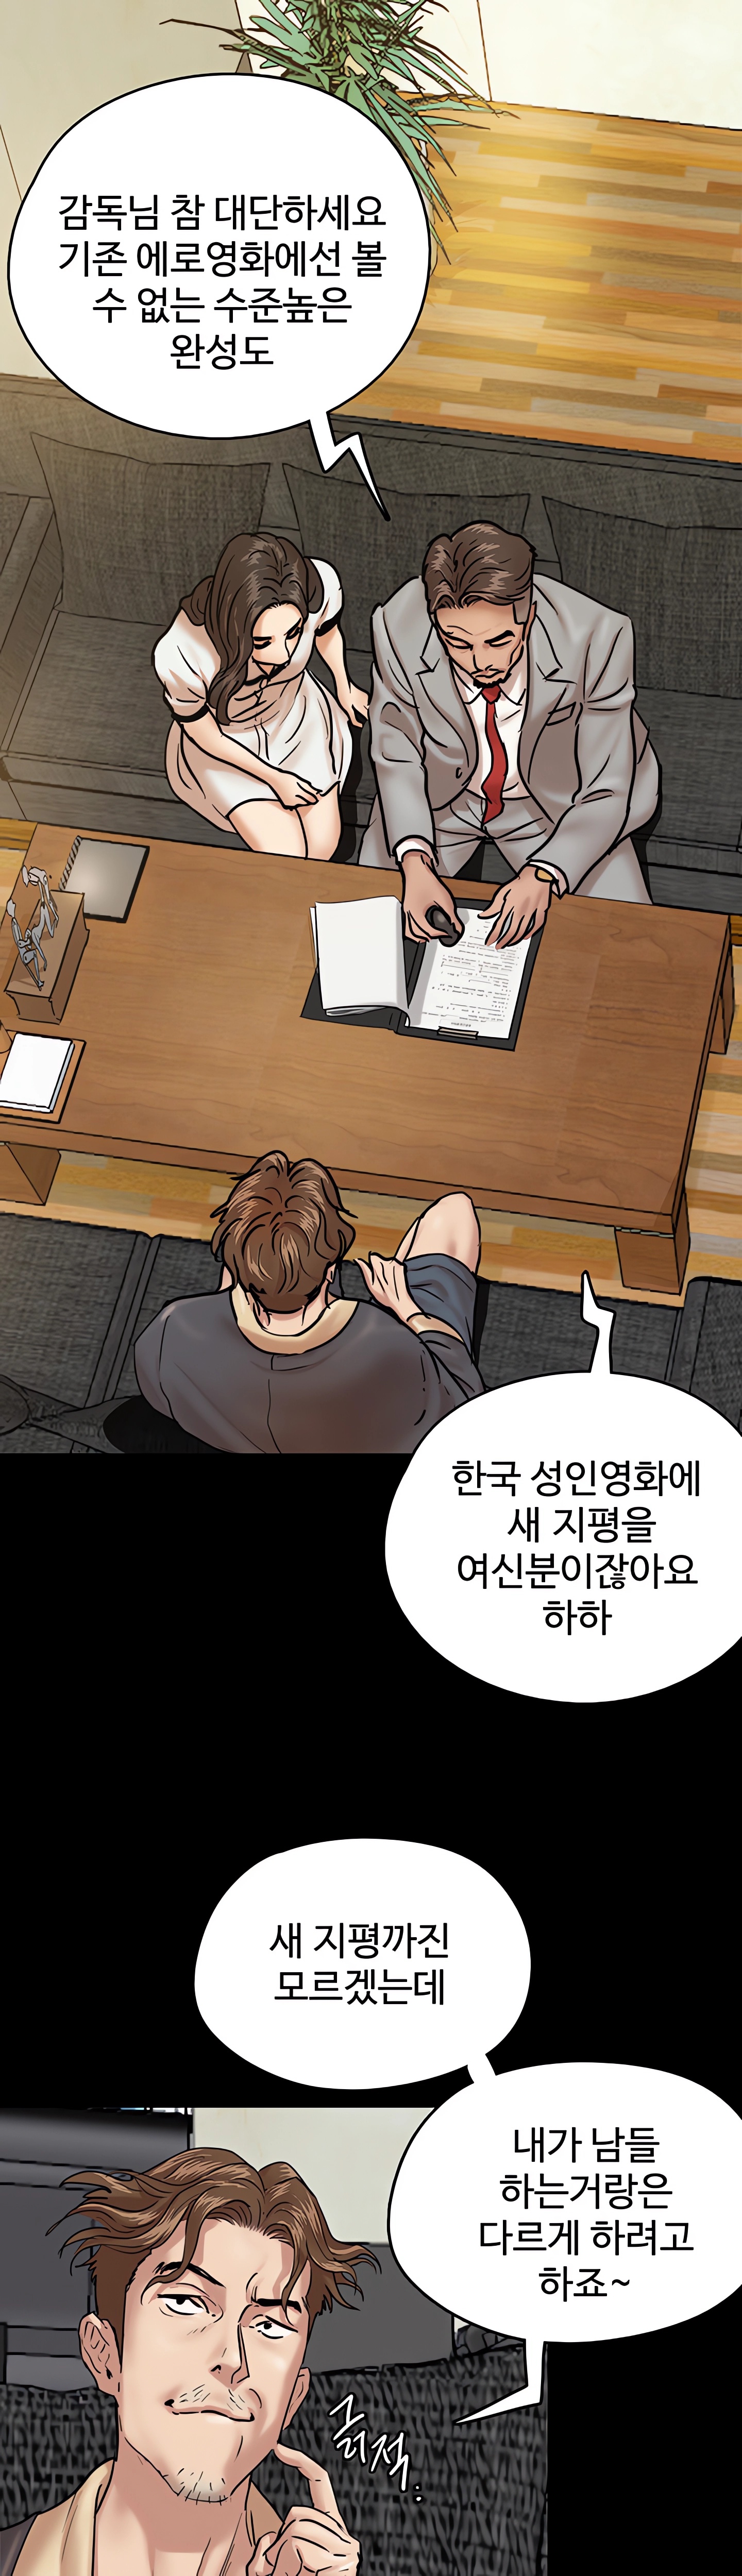 감독님 참 대단하세요
기존 에로영화에선 볼
수 없는 수준높은
완성도
한국 성인영화에
새 지평을
여신분이잖아요
하하
새 지평까진
모르겠는데
내가 남들
하는거랑은
다르게 하려고
하죠~
긁적..